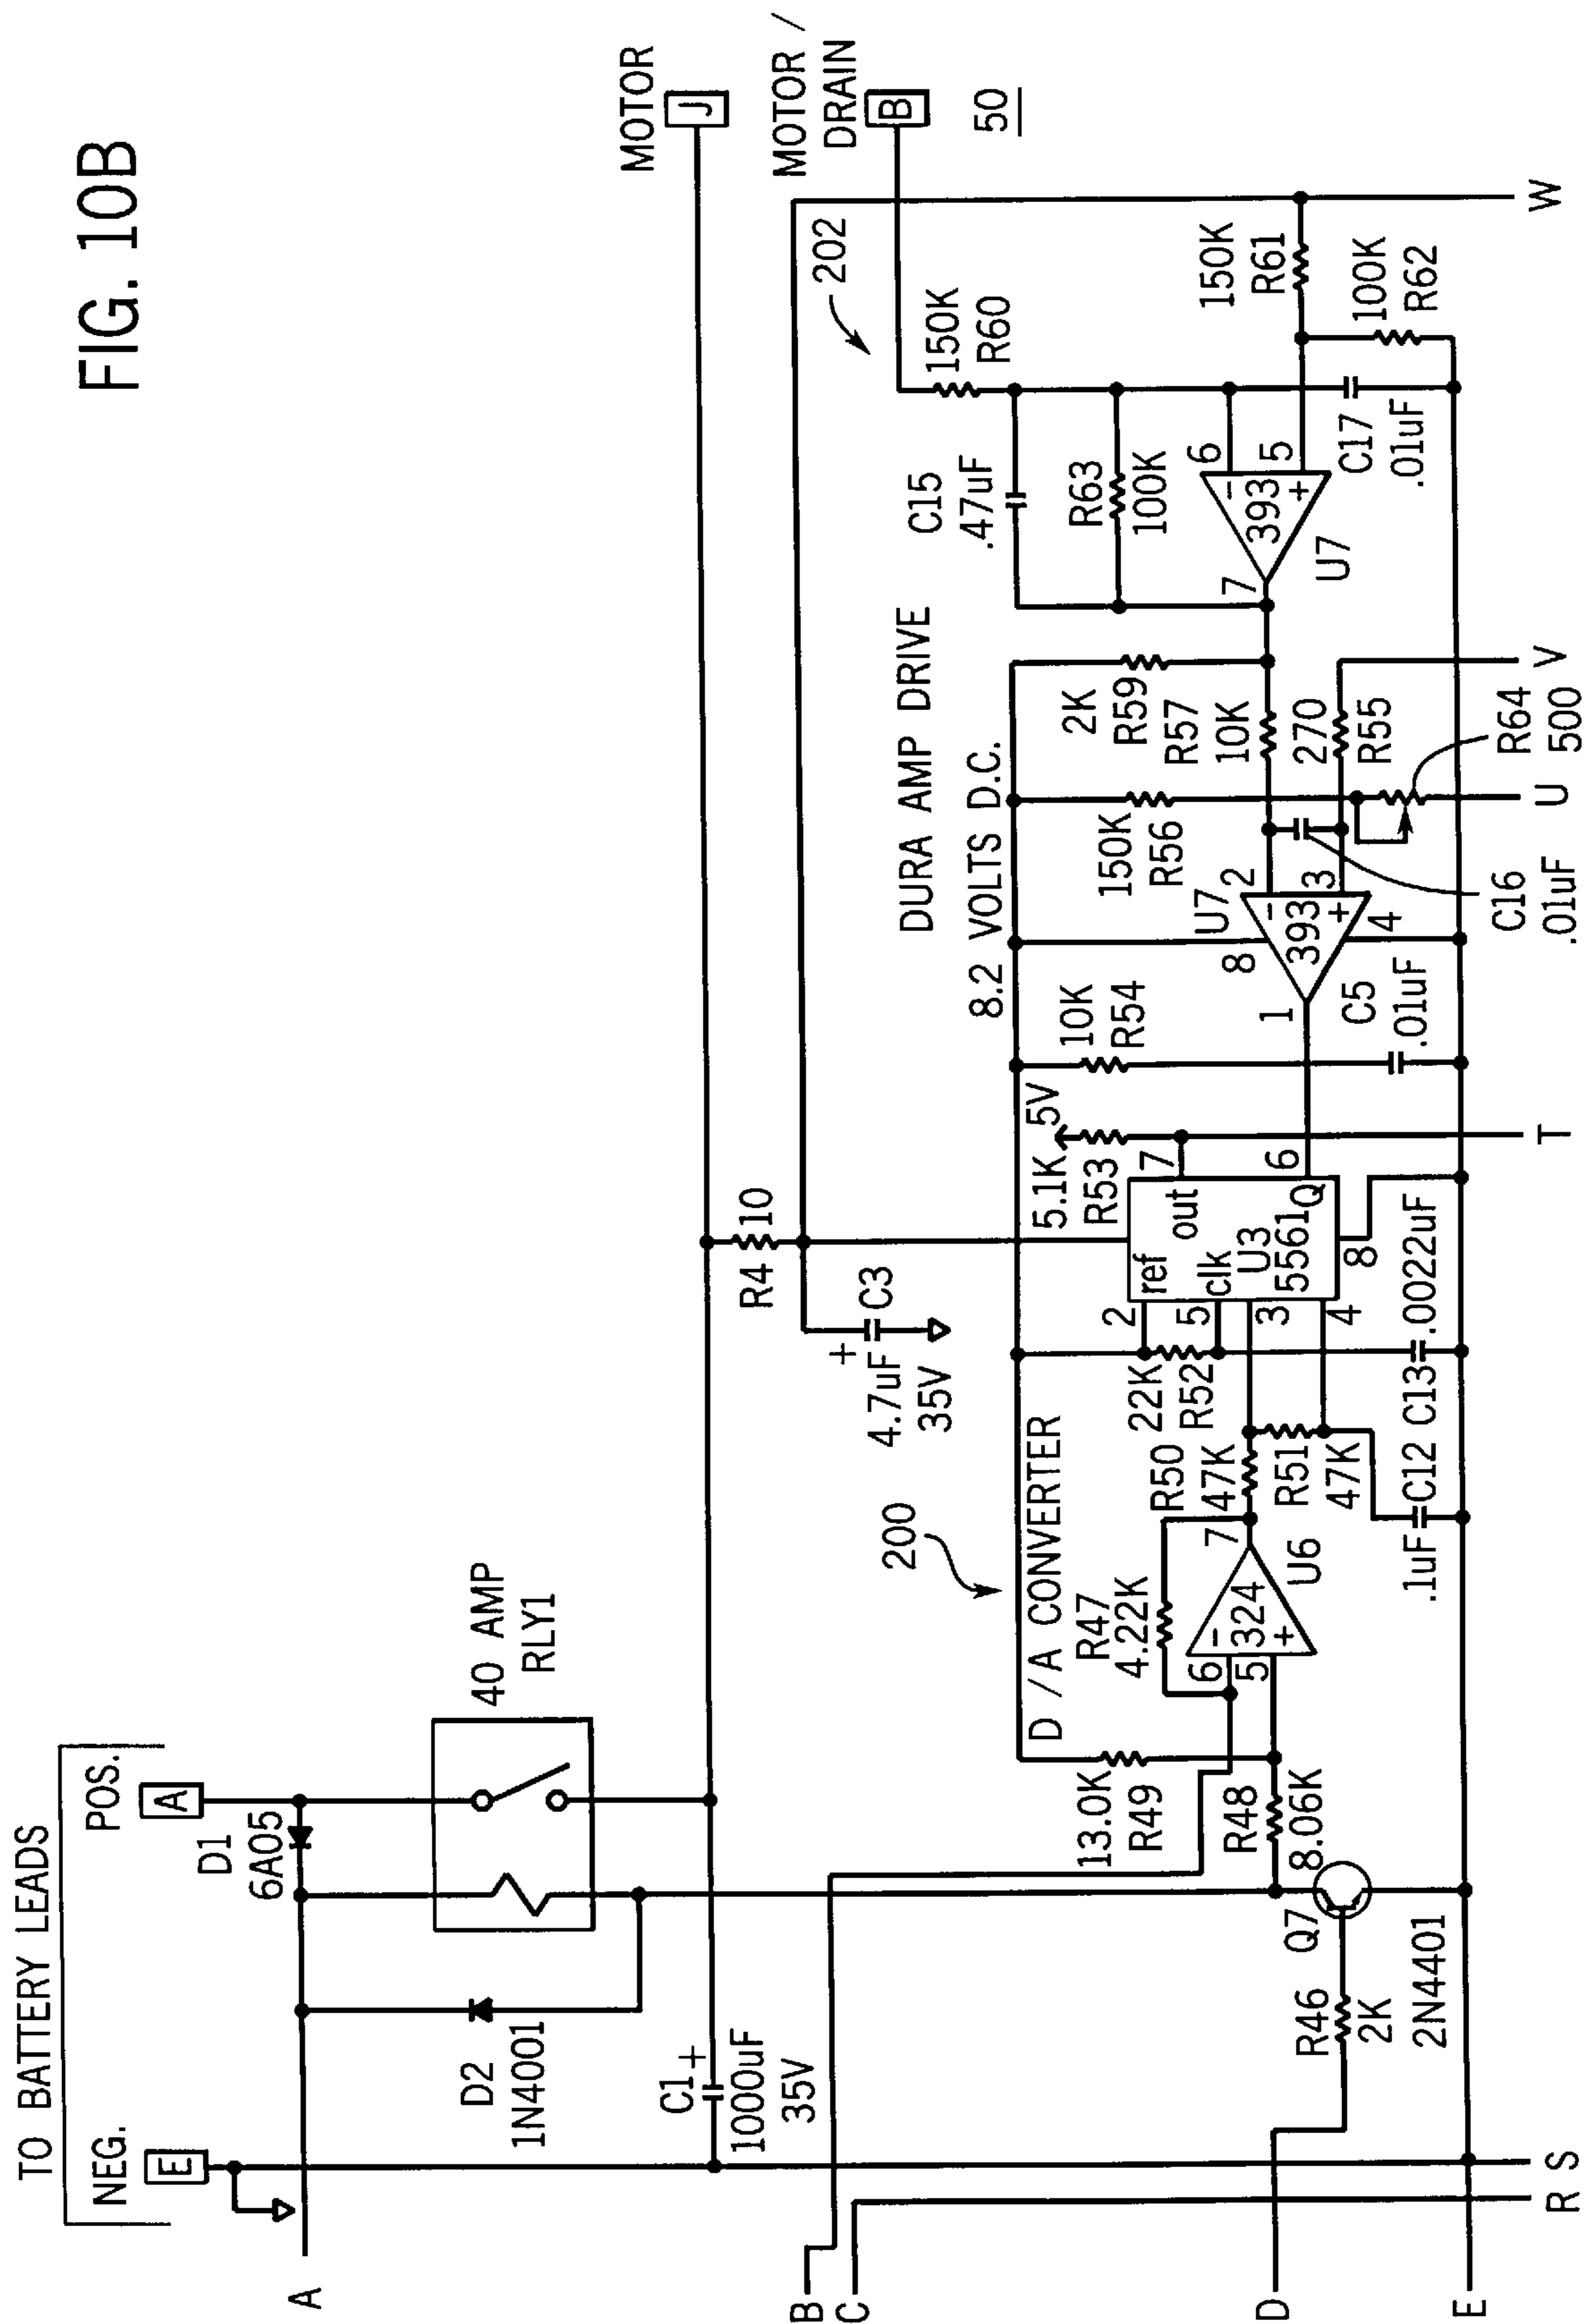 FIG. 10B
TO BATTERY LEADS
NEG.
POS.
E
A
D1
6A05
40 AMP
RLY1
D2
1N4001
C1
+
1000uF
35V
A
MOTOR
J
MOTOR /
DRAIN
B
50
R4
10
+
4.7uF
C3
35V
202
200
B
C
D
E
R
S
D / A CONVERTER
8.2 VOLTS D.C.
DURA AMP DRIVE
13.0K
R49
R48
8.06K
Q7
R46
2K
2N4401
R47
4.22K
6
5
-
324
+
7
U6
R50
47K
R51
47K
.1uF
C12
C13
.0022uF
22K
R52
2
5
3
4
ref
clk
out
U3
5561
Q
7
6
8
5.1K
R53
5V
T
10K
R54
C5
.01uF
1
8
U7
2
-
393
+
3
4
150K
R56
C16
.01uF
U
R64
500
2K
R59
R57
10K
270
R55
V
C15
.47uF
R63
100K
7
U7
6
-
393
+
5
C17
.01uF
150K
R60
150K
R61
100K
R62
W